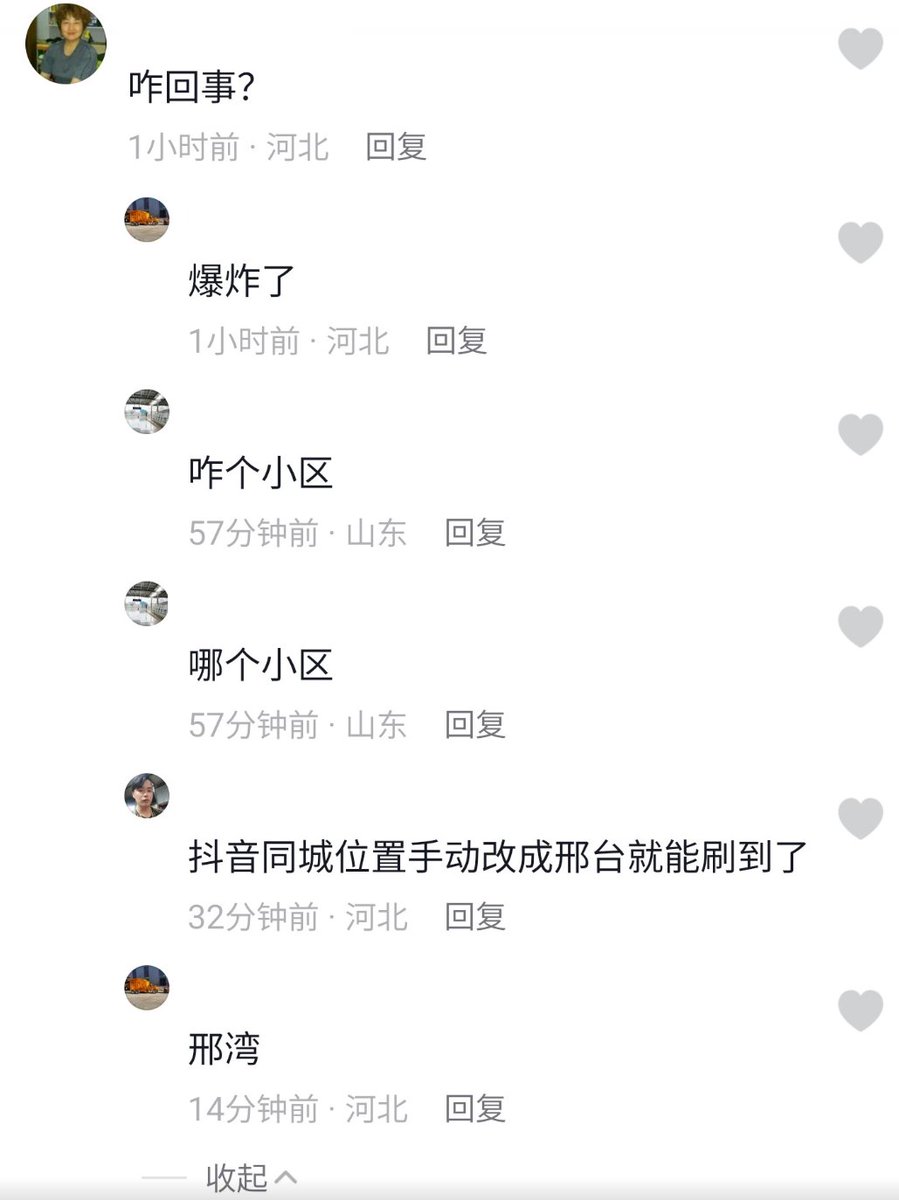 咋回事?
1小时前 · 河北 回复
爆炸了
1小时前 · 河北 回复
咋个小区
57分钟前 · 山东 回复
哪个小区
57分钟前 · 山东 回复
抖音同城位置手动改成邢台就能刷到了
32分钟前 · 河北 回复
邢湾
14分钟前 · 河北 回复
收起